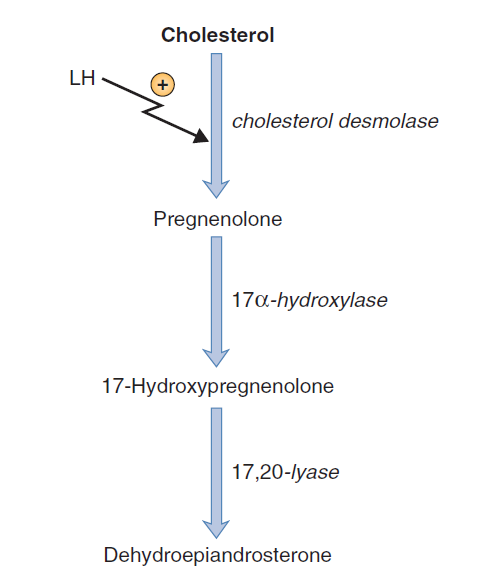 Cholesterol
LH
+
cholesterol desmolase
Pregnenolone
17α-hydroxylase
17-Hydroxypregnenolone
17,20-lyase
Dehydroepiandrosterone